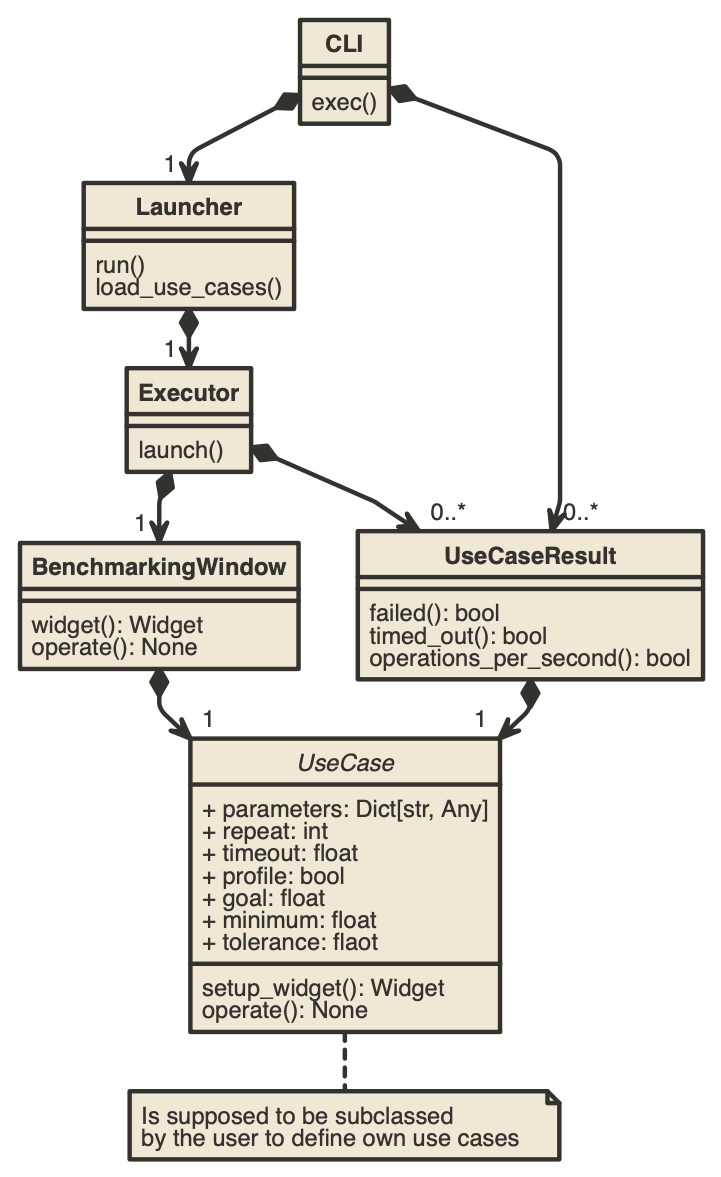 CLI
exec()
1
Launcher
run()
load_use_cases()
1
Executor
launch()
1
0..*
0..*
BenchmarkingWindow
widget(): Widget
operate(): None
UseCaseResult
failed(): bool
timed_out(): bool
operations_per_second(): bool
1
1
UseCase
+ parameters: Dict[str, Any]
+ repeat: int
+ timeout: float
+ profile: bool
+ goal: float
+ minimum: float
+ tolerance: flaot
setup_widget(): Widget
operate(): None
Is supposed to be subclassed
by the user to define own use cases